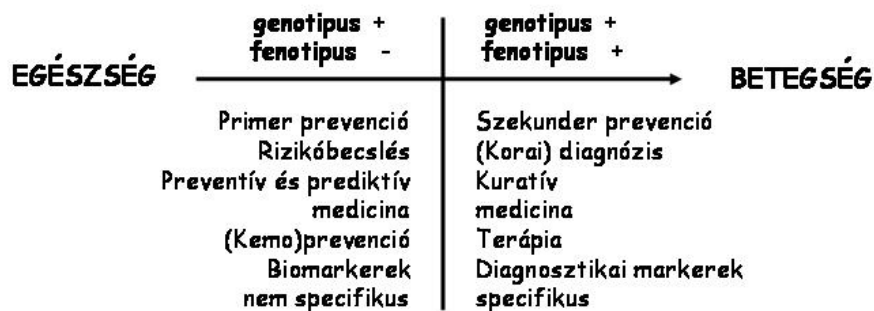 genotipus +
fenotipus -
genotipus +
fenotipus +
EGÉSZSÉG
BETEGSÉG
Primer prevenció
Rizikóbecslés
Preventív és prediktív
medicina
(Kemo)prevenció
Biomarkerek
nem specifikus
Szekunder prevenció
(Korai) diagnózis
Kuratív
medicina
Terápia
Diagnosztikai markerek
specifikus